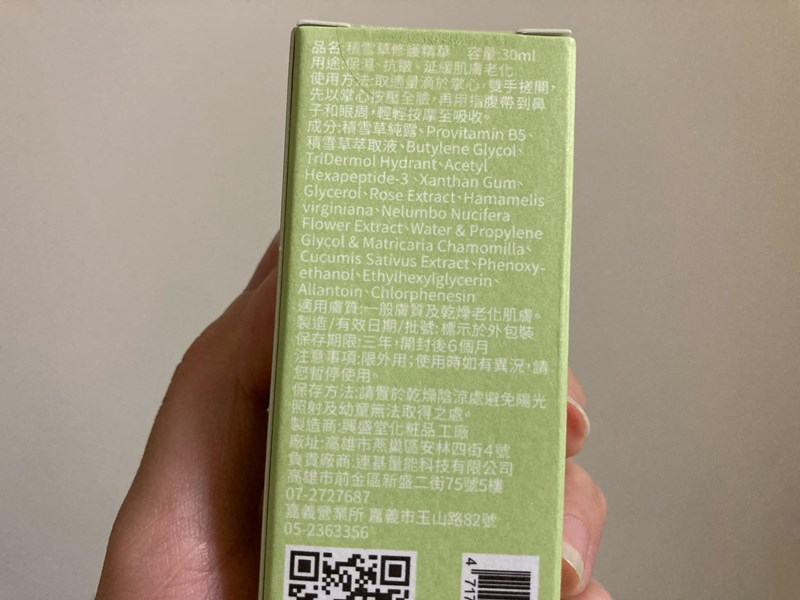 品名:積雪草修護精華 容量:30ml
用途:保濕、抗皺、延緩肌膚老化
使用方法:取適量滴於掌心,雙手搓開,
先以掌心按壓全臉,再用指腹帶到鼻
子和眼周,輕輕按摩至吸收。
成分:積雪草純露、Provitamin B5、
積雪草萃取液、Butylene Glycol、
TriDermol Hydrant、Acetyl
Hexapeptide-3、Xanthan Gum、
Glycerol、Rose Extract、Hamamelis
virginiana、Nelumbo Nucifera
Flower Extract、Water & Propylene
Glycol & Matricaria Chamomilla、
Cucumis Sativus Extract、Phenoxy-
ethanol、Ethylhexylglycerin、
Allantoin、Chlorphenesin
適用膚質:一般膚質及乾燥老化肌膚。
製造/有效日期/批號:標示於外包裝
保存期限:三年,開封後6個月
注意事項:限外用;使用時如有異況,請
您暫停使用。
保存方法:請置於乾燥陰涼處避免陽光
照射及幼童無法取得之處。
製造商:興盛堂化粧品工廠
廠址:高雄市燕巢區安林四街4號
負責廠商:連基量能科技有限公司
高雄市前金區新盛二街75號5樓
07-2727687
嘉義營業所 嘉義市玉山路82號
05-2363356
4 717